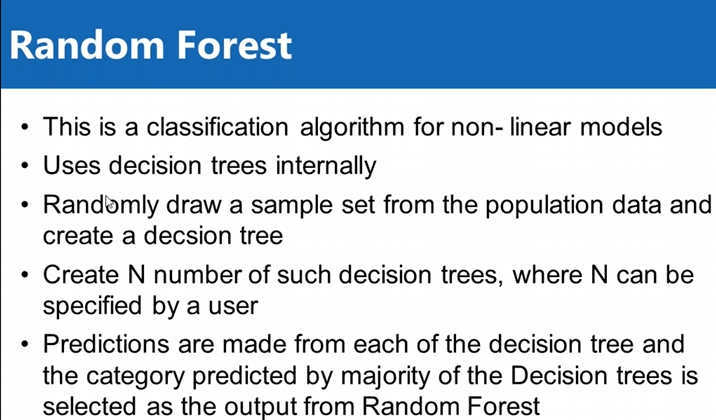 Random Forest
• This is a classification algorithm for non- linear models
• Uses decision trees internally
• Randomly draw a sample set from the population data and
create a decsion tree
• Create N number of such decision trees, where N can be
specified by a user
• Predictions are made from each of the decision tree and
the category predicted by majority of the Decision trees is
selected as the output from Random Forest